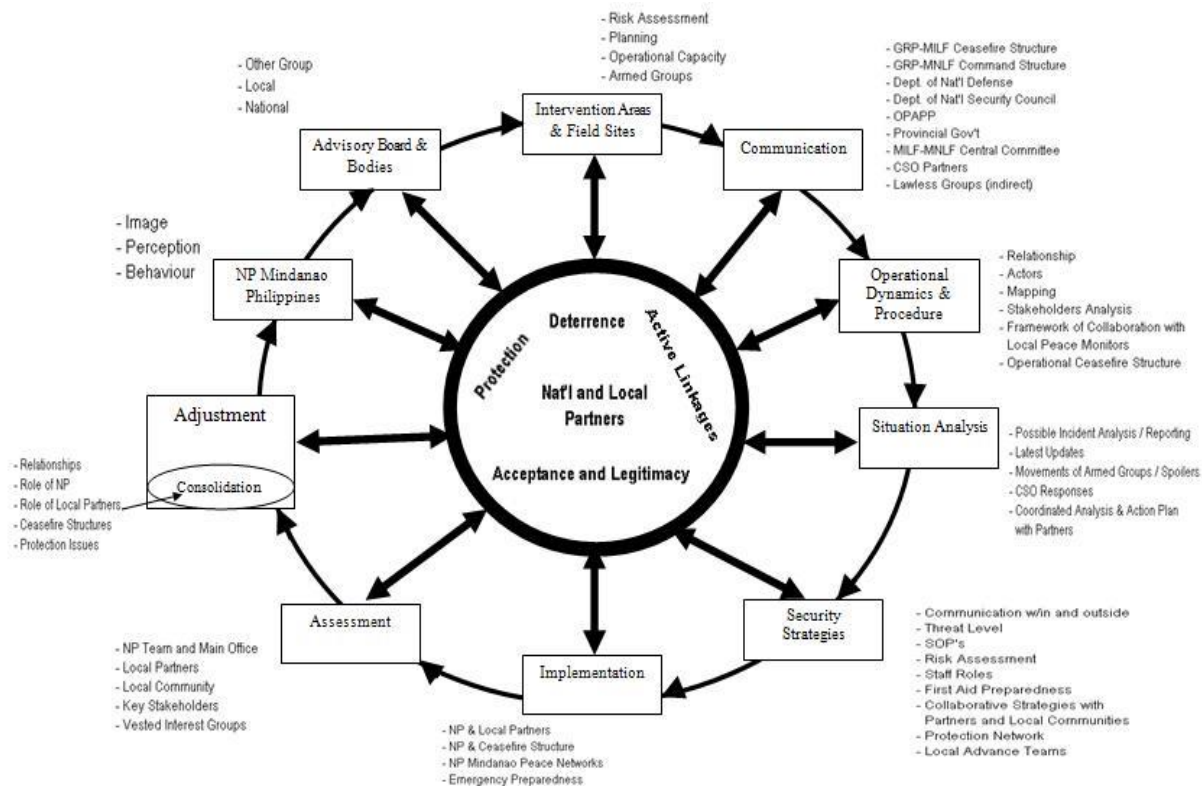 - Risk Assessment
- Planning
- Operational Capacity
- Armed Groups
Intervention Areas
& Field Sites
- GRP-MILF Ceasefire Structure
- GRP-MNLF Command Structure
- Dept. of Nat'l Defense
- Dept. of Nat'l Security Council
- OPAPP
- Provincial Gov't
- MILF-MNLF Central Committee
- CSO Partners
- Lawless Groups (indirect)
Communication
- Relationship
- Actors
- Mapping
- Stakeholders Analysis
- Framework of Collaboration with
Local Peace Monitors
- Operational Ceasefire Structure
Operational
Dynamics &
Procedure
Situation Analysis
- Possible Incident Analysis / Reporting
- Latest Updates
- Movements of Armed Groups / Spoilers
- CSO Responses
- Coordinated Analysis & Action Plan
with Partners
Security
Strategies
- Communication w/in and outside
- Threat Level
- SOP's
- Risk Assessment
- Staff Roles
- First Aid Preparedness
- Collaborative Strategies with
Partners and Local Communities
- Protection Network
- Local Advance Teams
Implementation
- NP & Local Partners
- NP & Ceasefire Structure
- NP Mindanao Peace Networks
- Emergency Preparedness
Assessment
- NP Team and Main Office
- Local Partners
- Local Community
- Key Stakeholders
- Vested Interest Groups
Adjustment
Consolidation
- Relationships
- Role of NP
- Role of Local Partners
- Ceasefire Structures
- Protection Issues
NP Mindanao
Philippines
- Image
- Perception
- Behaviour
Advisory Board &
Bodies
- Other Group
- Local
- National
Deterrence
Protection
Active Linkages
Nat'l and Local
Partners
Acceptance and Legitimacy